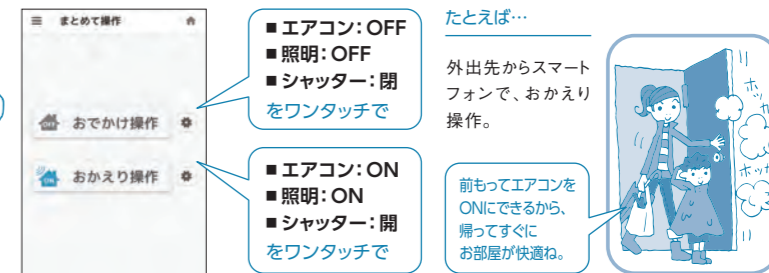 まとめて操作
OFF おでかけ操作
ON おかえり操作
■エアコン：OFF
■照明：OFF
■シャッター：閉
をワンタッチで
■エアコン：ON
■照明：ON
■シャッター：開
をワンタッチで
たとえば…
外出先からスマート
フォンで、おかえり
操作。
前もってエアコンを
ONにできるから、
帰ってすぐに
お部屋が快適ね。
ホッカ
ホッカ